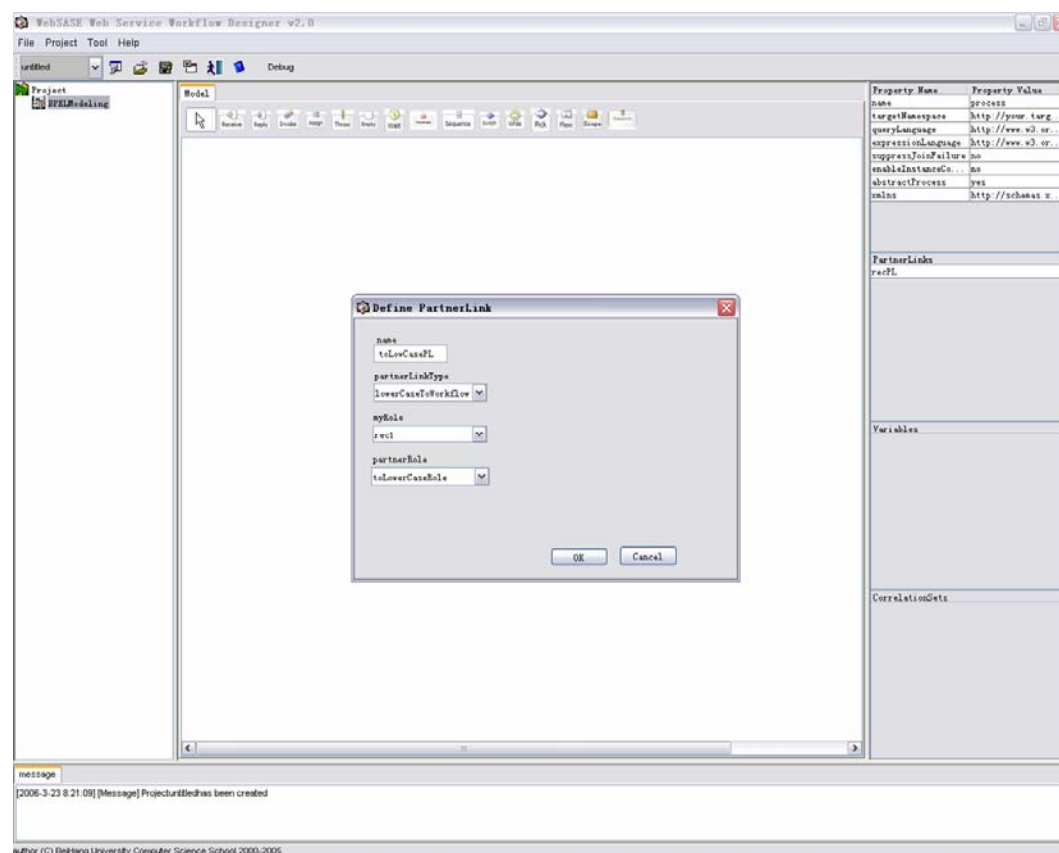 WebSASE Web Service Workflow Designer v2.0
File Project Tool Help
untitled Debug
Project
BPELModeling
Model
Receive Reply Invoke Assign Throw Empty Wait Sequence Switch While Pick Flow Scope
Property Name Property Value
name process
targetNamespace http://your.targ...
queryLanguage http://www.w3.or...
expressionLanguage http://www.w3.or...
suppressJoinFailure no
enableInstanceCo... no
abstractProcess yes
xmlns http://schemas.x...
PartnerLinks
recPL
Define PartnerLink
name
toLowCasePL
partnerLinkType
lowerCaseToWorkflow
myRole
rec1
partnerRole
toLowerCaseRole
OK Cancel
Variables
CorrelationSets
message
[2006-3-23 8:21:09] [Message] Projectuntitledhas been created
author (C) BeiHang University Computer Science School 2000-2005